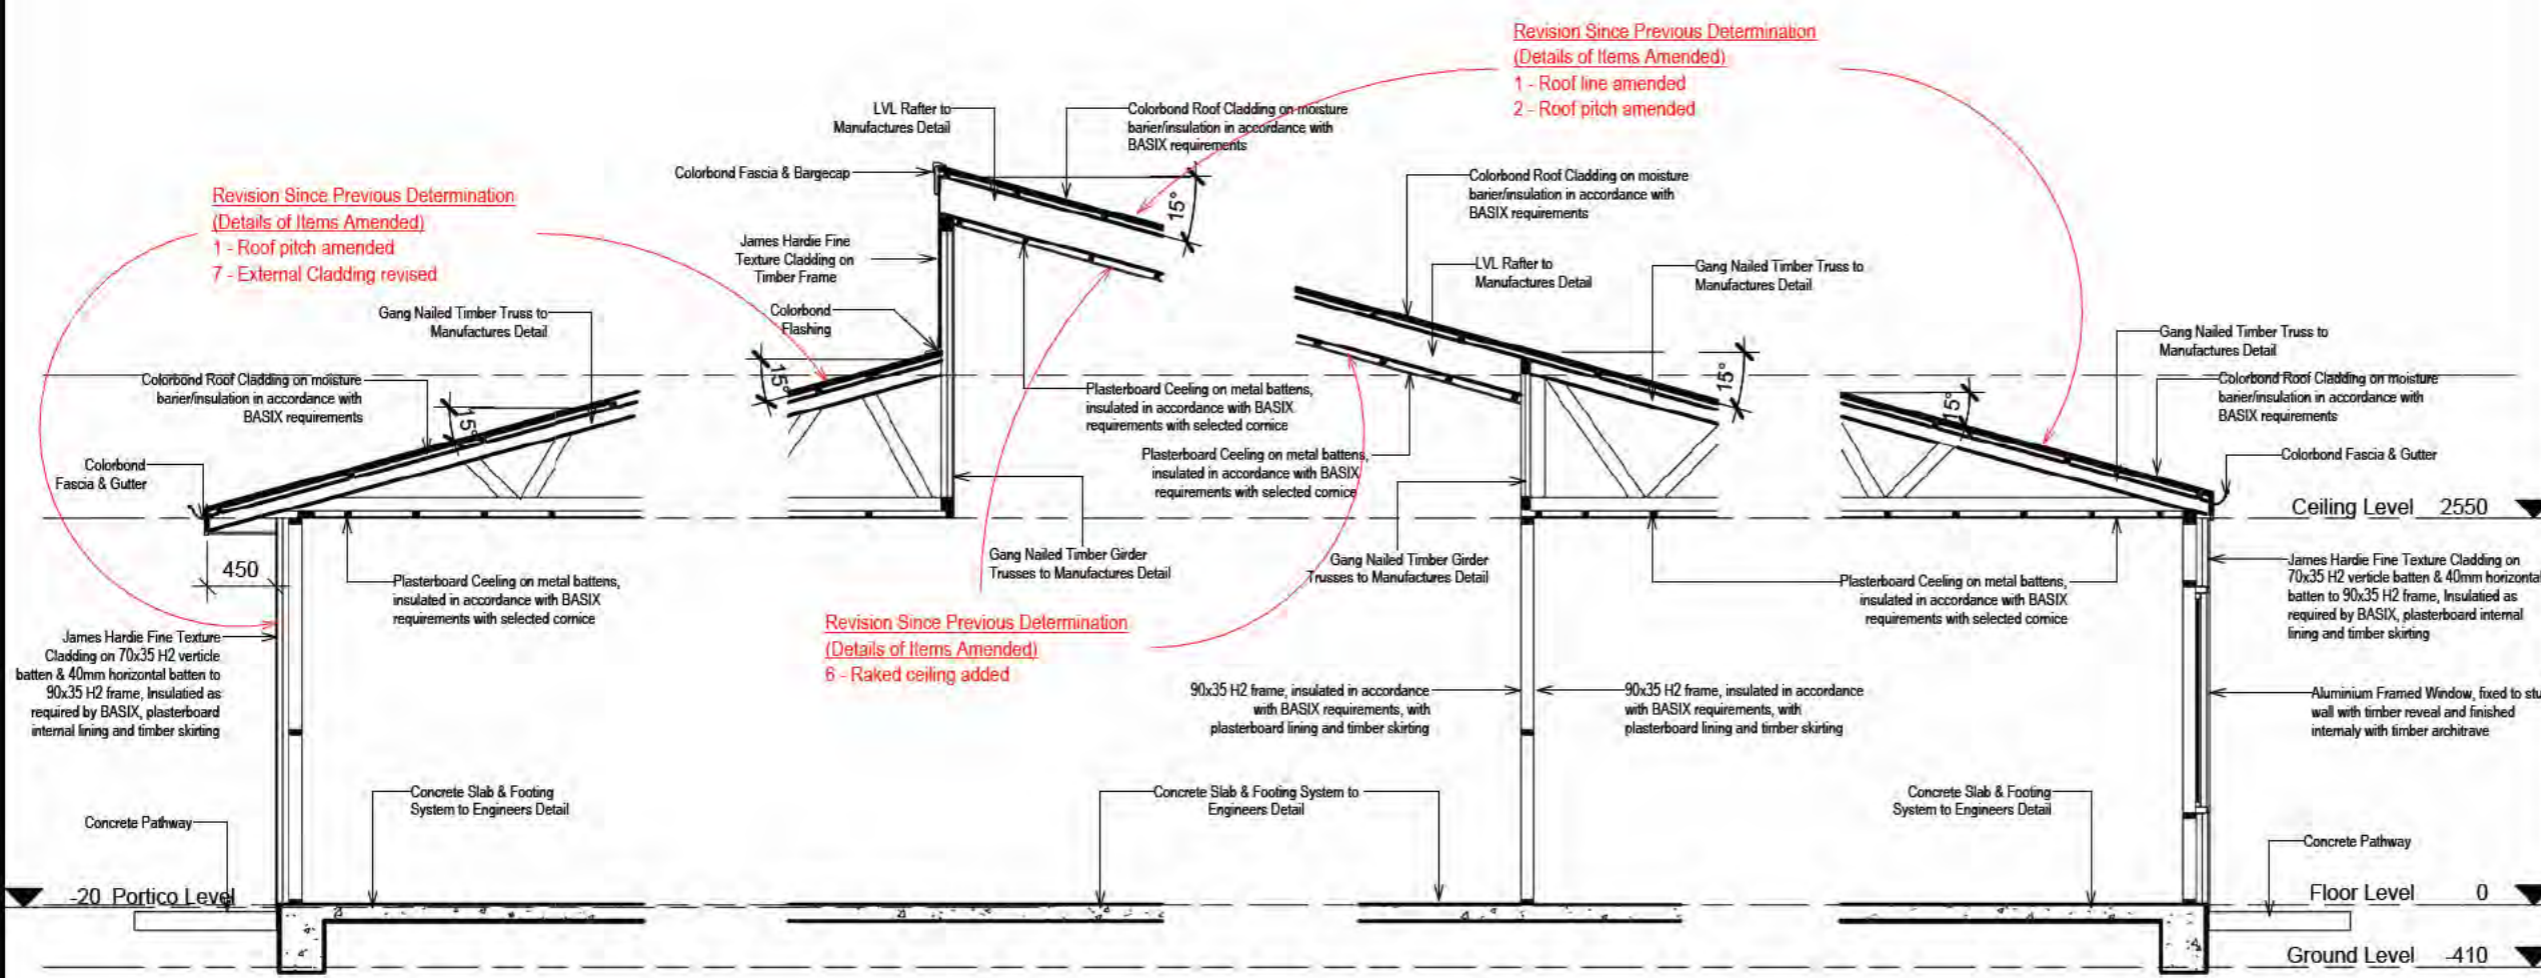 Revision Since Previous Determination
(Details of Items Amended)
1 - Roof line amended
2 - Roof pitch amended
LVL Rafter to
Manufactures Detail
Colorbond Roof Cladding on moisture
barier/insulation in accordance with
BASIX requirements
Colorbond Fascia & Bargecap
15°
Colorbond Roof Cladding on moisture
barier/insulation in accordance with
BASIX requirements
Revision Since Previous Determination
(Details of Items Amended)
1 - Roof pitch amended
7 - External Cladding revised
James Hardie Fine
Texture Cladding on
Timber Frame
LVL Rafter to
Manufactures Detail
Gang Nailed Timber Truss to
Manufactures Detail
Gang Nailed Timber Truss to
Manufactures Detail
Colorbond
Flashing
Gang Nailed Timber Truss to
Manufactures Detail
15°
15°
15°
15°
Colorbond Roof Cladding on moisture
barier/insulation in accordance with
BASIX requirements
Plasterboard Ceeling on metal battens,
insulated in accordance with BASIX
requirements with selected cornice
Colorbond Roof Cladding on moisture
barier/insulation in accordance with
BASIX requirements
Colorbond
Fascia & Gutter
Plasterboard Ceeling on metal battens,
insulated in accordance with BASIX
requirements with selected cornice
Colorbond Fascia & Gutter
Ceiling Level 2550
450
Plasterboard Ceeling on metal battens,
insulated in accordance with BASIX
requirements with selected cornice
Gang Nailed Timber Girder
Trusses to Manufactures Detail
Gang Nailed Timber Girder
Trusses to Manufactures Detail
Plasterboard Ceeling on metal battens,
insulated in accordance with BASIX
requirements with selected cornice
James Hardie Fine Texture Cladding on
70x35 H2 verticle batten & 40mm horizontal
batten to 90x35 H2 frame, Insulatied as
required by BASIX, plasterboard internal
lining and timber skirting
James Hardie Fine Texture
Cladding on 70x35 H2 verticle
batten & 40mm horizontal batten to
90x35 H2 frame, Insulatied as
required by BASIX, plasterboard
internal lining and timber skirting
Revision Since Previous Determination
(Details of Items Amended)
6 - Raked ceiling added
90x35 H2 frame, insulated in accordance
with BASIX requirements, with
plasterboard lining and timber skirting
90x35 H2 frame, insulated in accordance
with BASIX requirements, with
plasterboard lining and timber skirting
Aluminium Framed Window, fixed to stu
wall with timber reveal and finished
internaly with timber architrave
Concrete Slab & Footing
System to Engineers Detail
Concrete Slab & Footing System to
Engineers Detail
Concrete Slab & Footing
System to Engineers Detail
Concrete Pathway
Concrete Pathway
-20 Portico Level
Floor Level 0
Ground Level -410